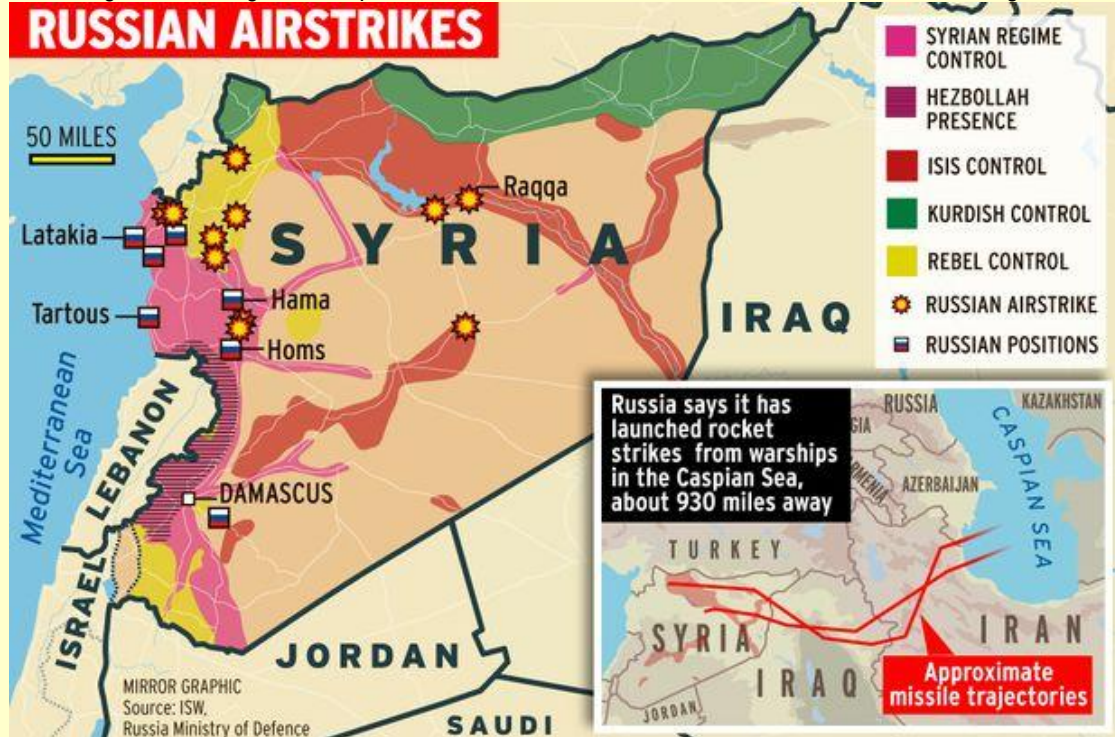 RUSSIAN AIRSTRIKES
50 MILES
SYRIAN REGIME
CONTROL
HEZBOLLAH
PRESENCE
ISIS CONTROL
KURDISH CONTROL
REBEL CONTROL
RUSSIAN AIRSTRIKE
RUSSIAN POSITIONS
Raqqa
Latakia
SYRIA
Hama
Tartous
Homs
IRAQ
Mediterranean
Sea
LEBANON
DAMASCUS
ISRAEL
JORDAN
SAUDI
MIRROR GRAPHIC
Source: ISW,
Russia Ministry of Defence
Russia says it has
launched rocket
strikes from warships
in the Caspian Sea,
about 930 miles away
RUSSIA
KAZAKHSTAN
GIA
CASPIAN SEA
RMENIA
AZERBAIJAN
TURKEY
SYRIA
IRAQ
IRAN
JORDAN
Approximate
missile trajectories